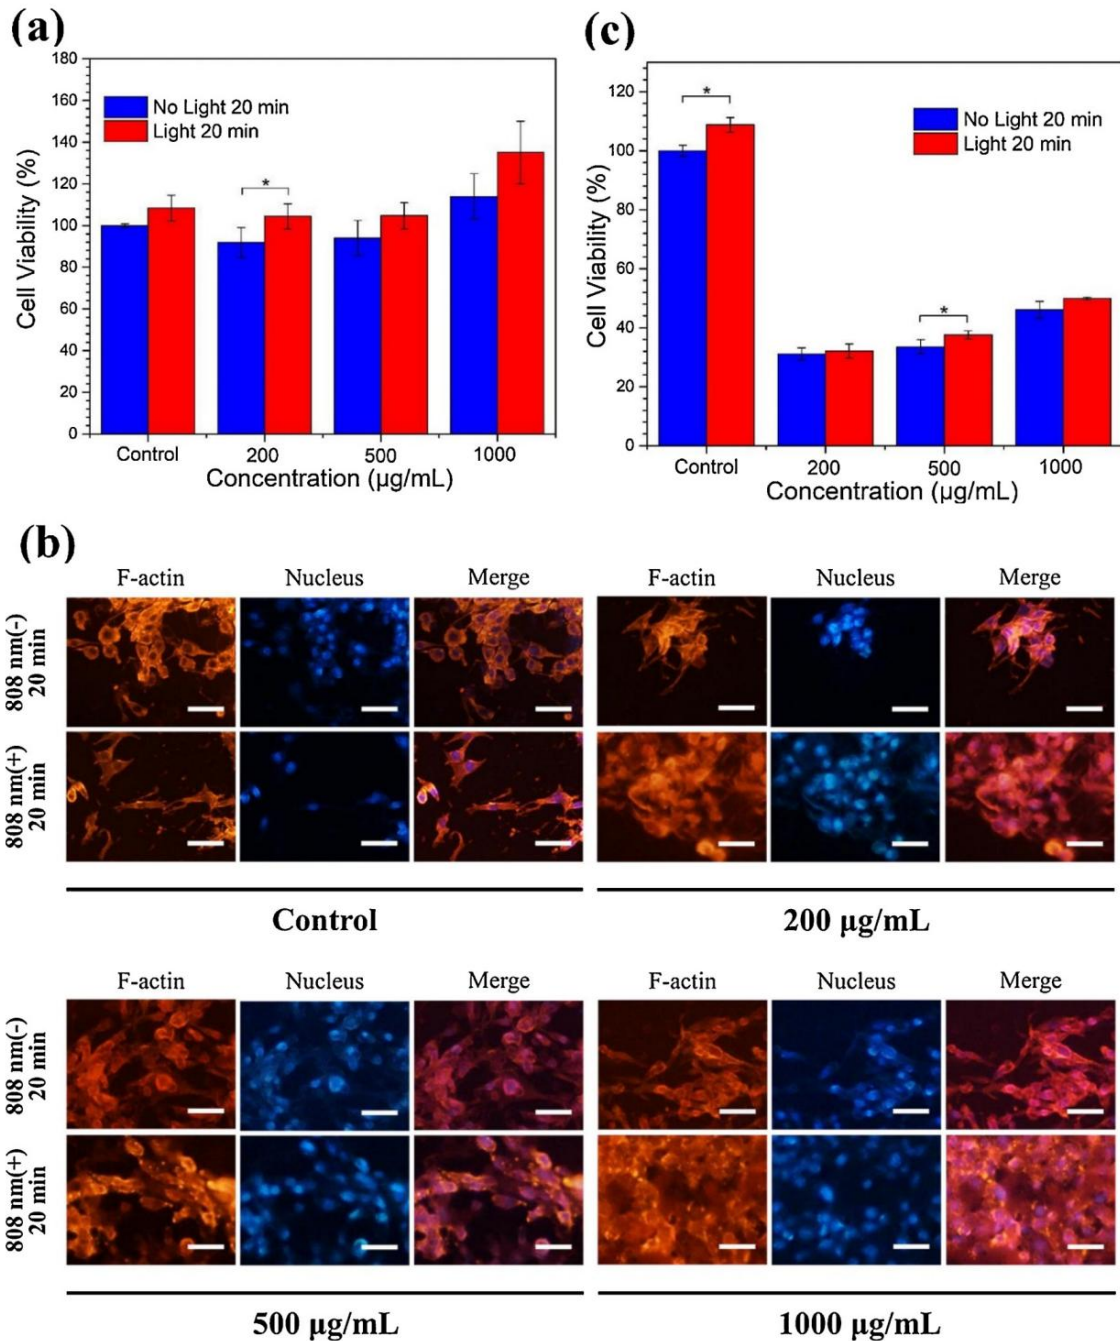 (a)
180
160
140
120
100
80
60
40
20
0
Cell Viability (%)
No Light 20 min
Light 20 min
*
Control 200 500 1000
Concentration (µg/mL)
(c)
120
100
80
60
40
20
0
Cell Viability (%)
No Light 20 min
Light 20 min
*
*
Control 200 500 1000
Concentration (µg/mL)
(b)
F-actin Nucleus Merge F-actin Nucleus Merge
808 nm(-)
20 min
808 nm(+)
20 min
Control 200 µg/mL
F-actin Nucleus Merge F-actin Nucleus Merge
808 nm(-)
20 min
808 nm(+)
20 min
500 µg/mL 1000 µg/mL